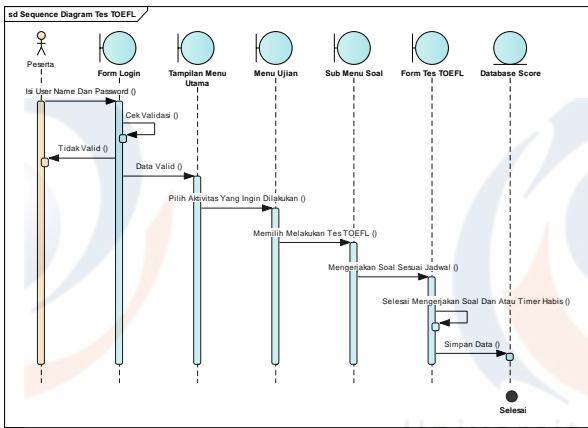 sd Sequence Diagram Tes TOEFL
Peserta
Form Login
Tampilan Menu
Utama
Menu Ujian
Sub Menu Soal
Form Tes TOEFL
Database Score
Isi User Name Dan Password ()
Cek Validasi ()
Tidak Valid ()
Data Valid ()
Pilih Aktivitas Yang Ingin Dilakukan ()
Memilih Melakukan Tes TOEFL ()
Mengerjakan Soal Sesuai Jadwal ()
Selesai Mengerjakan Soal Dan Atau Timer Habis ()
Simpan Data ()
Selesai